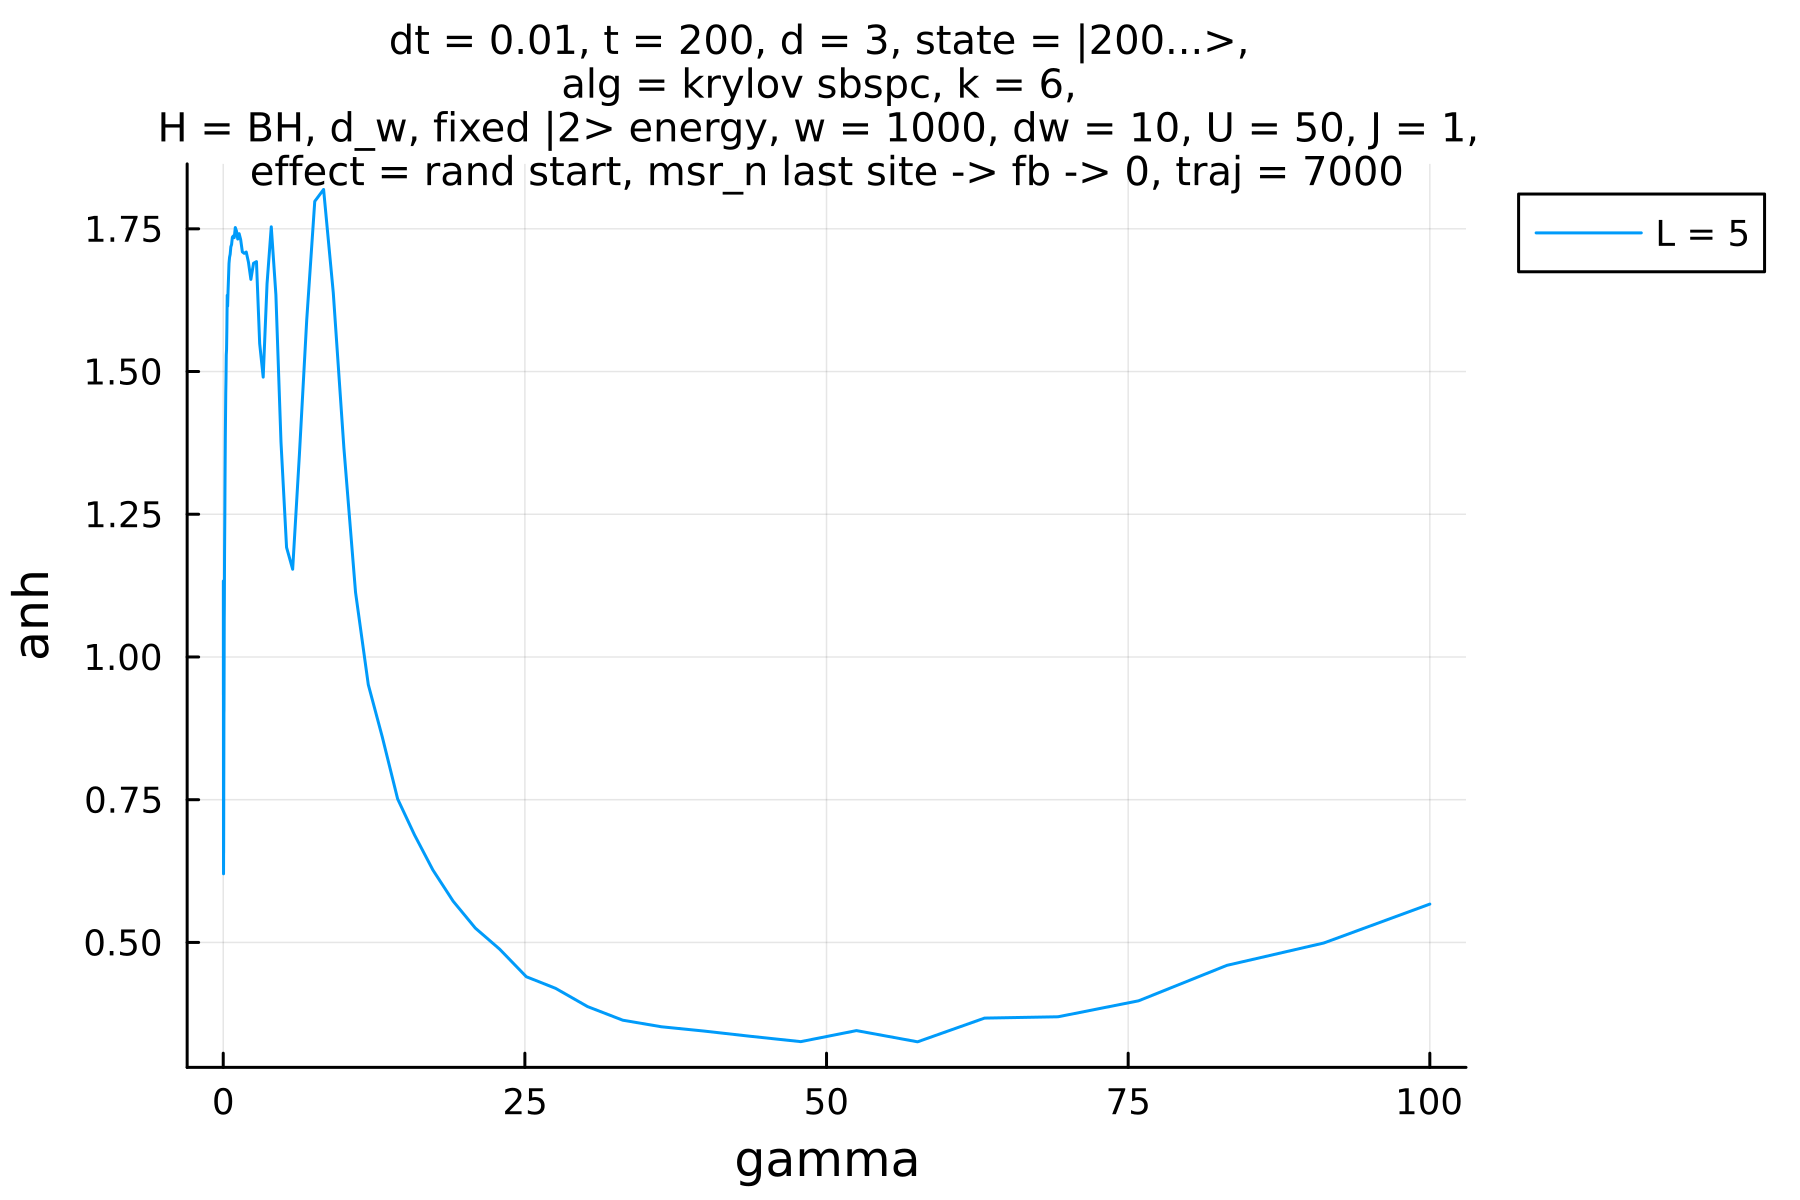 dt = 0.01, t = 200, d = 3, state = |200...>,
alg = krylov sbspc, k = 6,
H = BH, d_w, fixed |2> energy, w = 1000, dw = 10, U = 50, J = 1,
effect = rand start, msr_n last site -> fb -> 0, traj = 7000
L = 5
1.75
1.50
1.25
1.00
0.75
0.50
anh
0
25
50
75
100
gamma